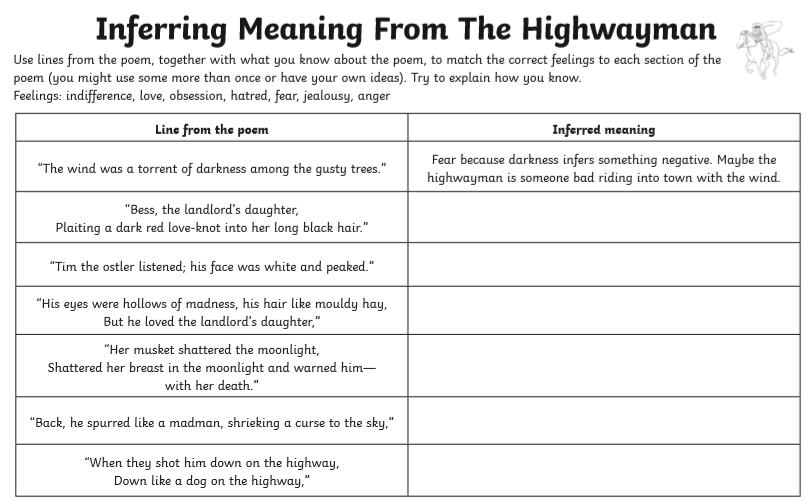 Inferring Meaning From The Highwayman
Use lines from the poem, together with what you know about the poem, to match the correct feelings to each section of the
poem (you might use some more than once or have your own ideas). Try to explain how you know.
Feelings: indifference, love, obsession, hatred, fear, jealousy, anger
Line from the poem
Inferred meaning
“The wind was a torrent of darkness among the gusty trees.”
Fear because darkness infers something negative. Maybe the
highwayman is someone bad riding into town with the wind.
“Bess, the landlord’s daughter,
Plaiting a dark red love-knot into her long black hair.”
“Tim the ostler listened; his face was white and peaked.”
“His eyes were hollows of madness, his hair like mouldy hay,
But he loved the landlord’s daughter,”
“Her musket shattered the moonlight,
Shattered her breast in the moonlight and warned him—
with her death.”
“Back, he spurred like a madman, shrieking a curse to the sky,”
“When they shot him down on the highway,
Down like a dog on the highway,”